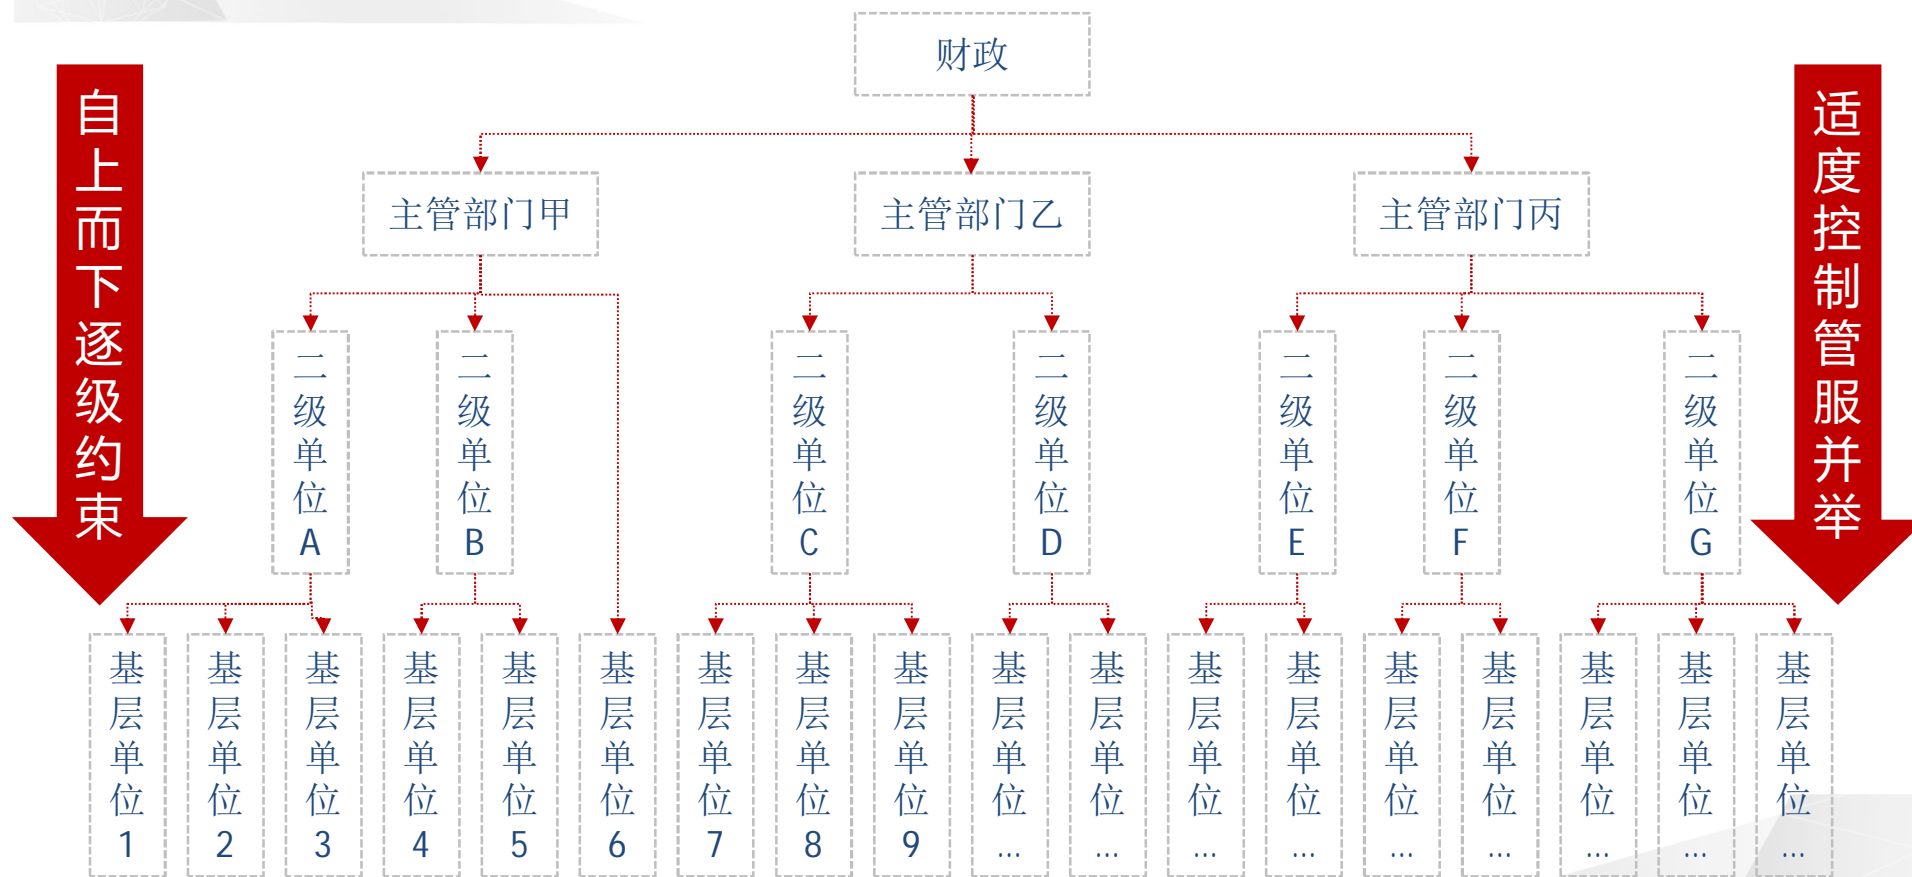 财政
自上而下逐级约束
适度控制管服并举
主管部门甲
主管部门乙
主管部门丙
二级单位A
二级单位B
二级单位C
二级单位D
二级单位E
二级单位F
二级单位G
基层单位1
基层单位2
基层单位3
基层单位4
基层单位5
基层单位6
基层单位7
基层单位8
基层单位9
基层单位...
基层单位...
基层单位...
基层单位...
基层单位...
基层单位...
基层单位...
基层单位...
基层单位...